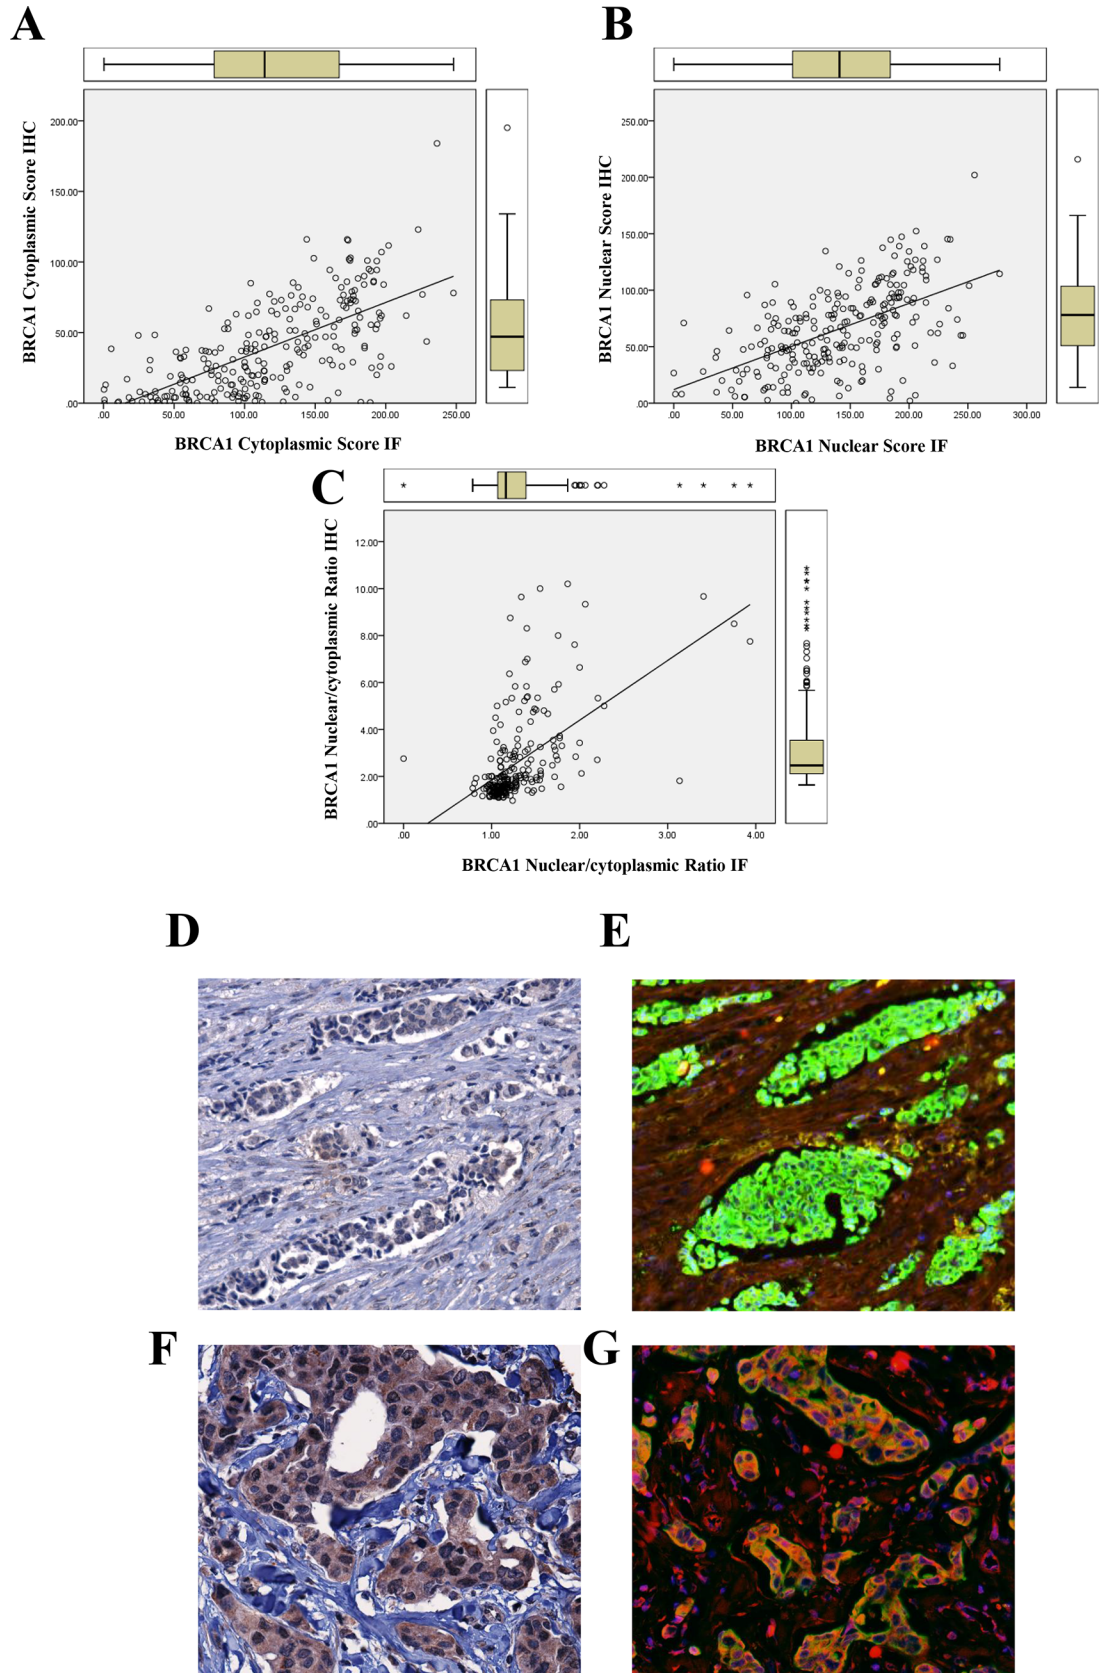 A
B
BRCA1 Cytoplasmic Score IHC
200.00
150.00
100.00
50.00
.00
.00 50.00 100.00 150.00 200.00 250.00
BRCA1 Cytoplasmic Score IF
BRCA1 Nuclear Score IHC
250.00
200.00
150.00
100.00
50.00
.00
.00 50.00 100.00 150.00 200.00 250.00 300.00
BRCA1 Nuclear Score IF
C
BRCA1 Nuclear/cytoplasmic Ratio IHC
12.00
10.00
8.00
6.00
4.00
2.00
.00
.00 1.00 2.00 3.00 4.00
BRCA1 Nuclear/cytoplasmic Ratio IF
D
E
F
G